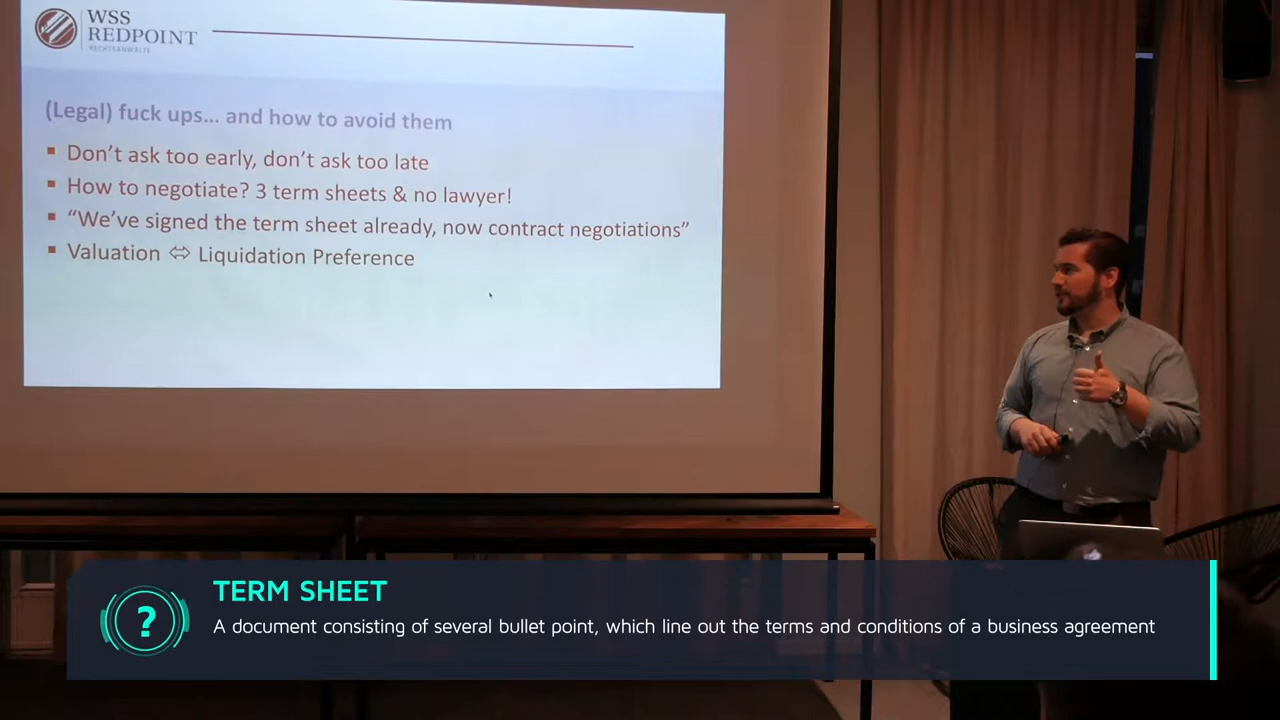 WSS
REDPOINT
RECHTSANWÄLTE
(Legal) fuck ups... and how to avoid them
Don't ask too early, don't ask too late
How to negotiate? 3 term sheets & no lawyer!
“We've signed the term sheet already, now contract negotiations”
Valuation ⇔ Liquidation Preference
?
TERM SHEET
A document consisting of several bullet point, which line out the terms and conditions of a business agreement